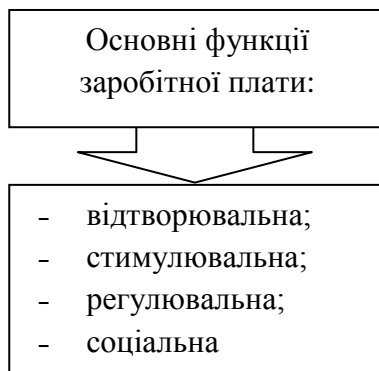 Основні функції
заробітної плати:
- відтворювальна;
- стимулювальна;
- регулювальна;
- соціальна